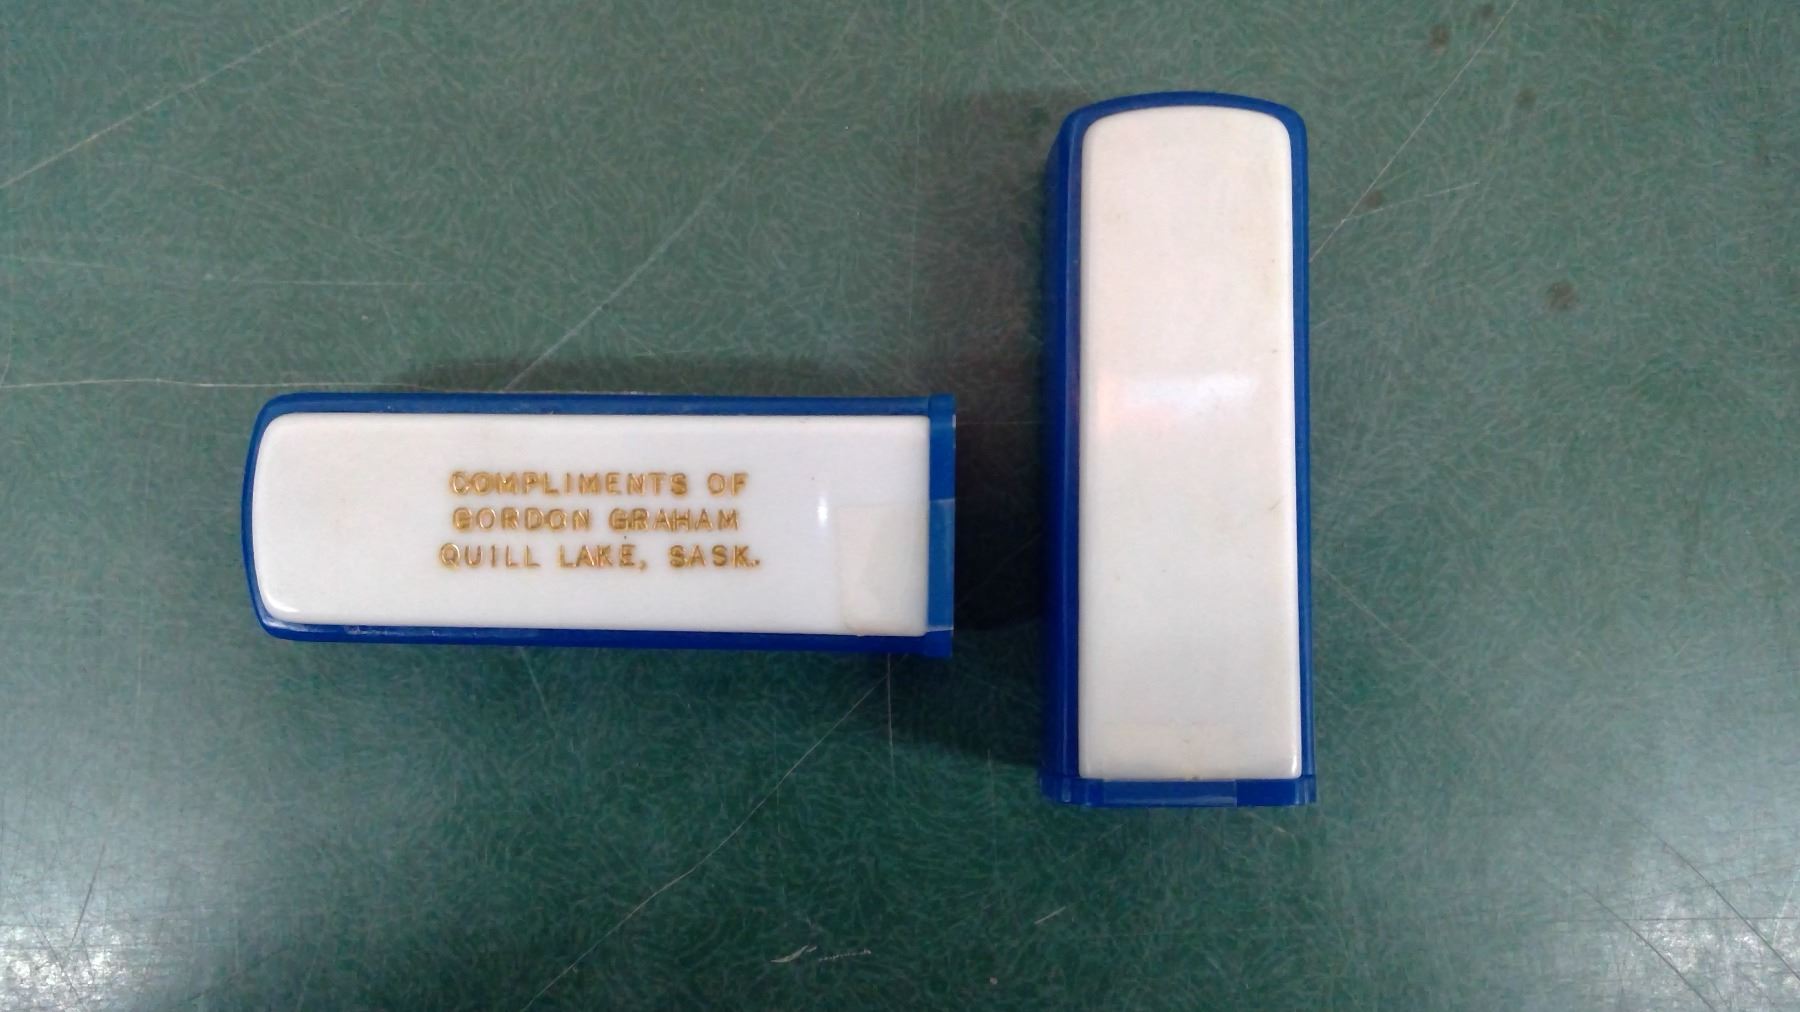 COMPLIMENTS OF
GORDON GRAHAM
QUILL LAKE, SASK.